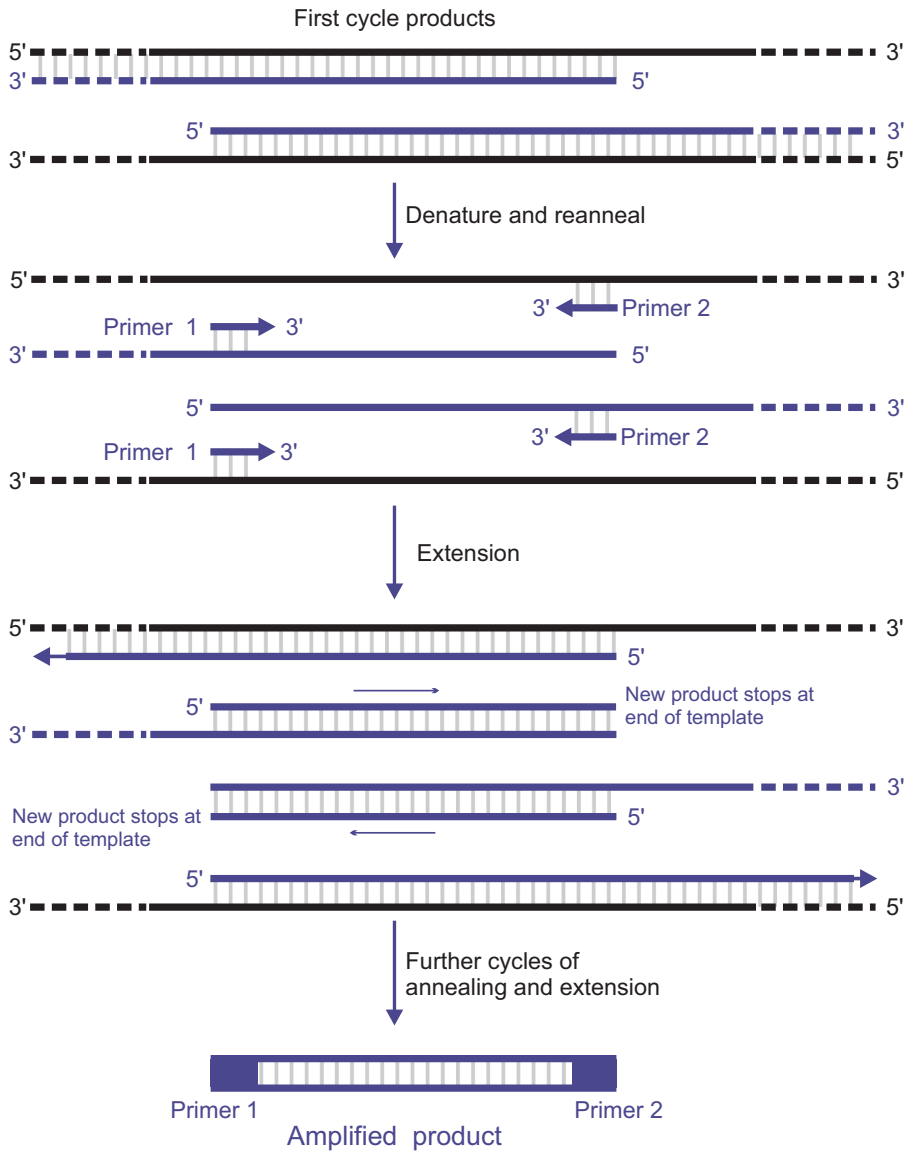 First cycle products
5' 3'
3' 5'
5' 3'
3' 5'
Denature and reanneal
5' 3'
3' Primer 2
Primer 1 3'
3' 5'
5' 3'
3' Primer 2
Primer 1 3'
3' 5'
Extension
5' 3'
5'
5' New product stops at
end of template
3'
3'
New product stops at 5'
end of template
5'
3' 5'
Further cycles of
annealing and extension
Primer 1 Primer 2
Amplified product